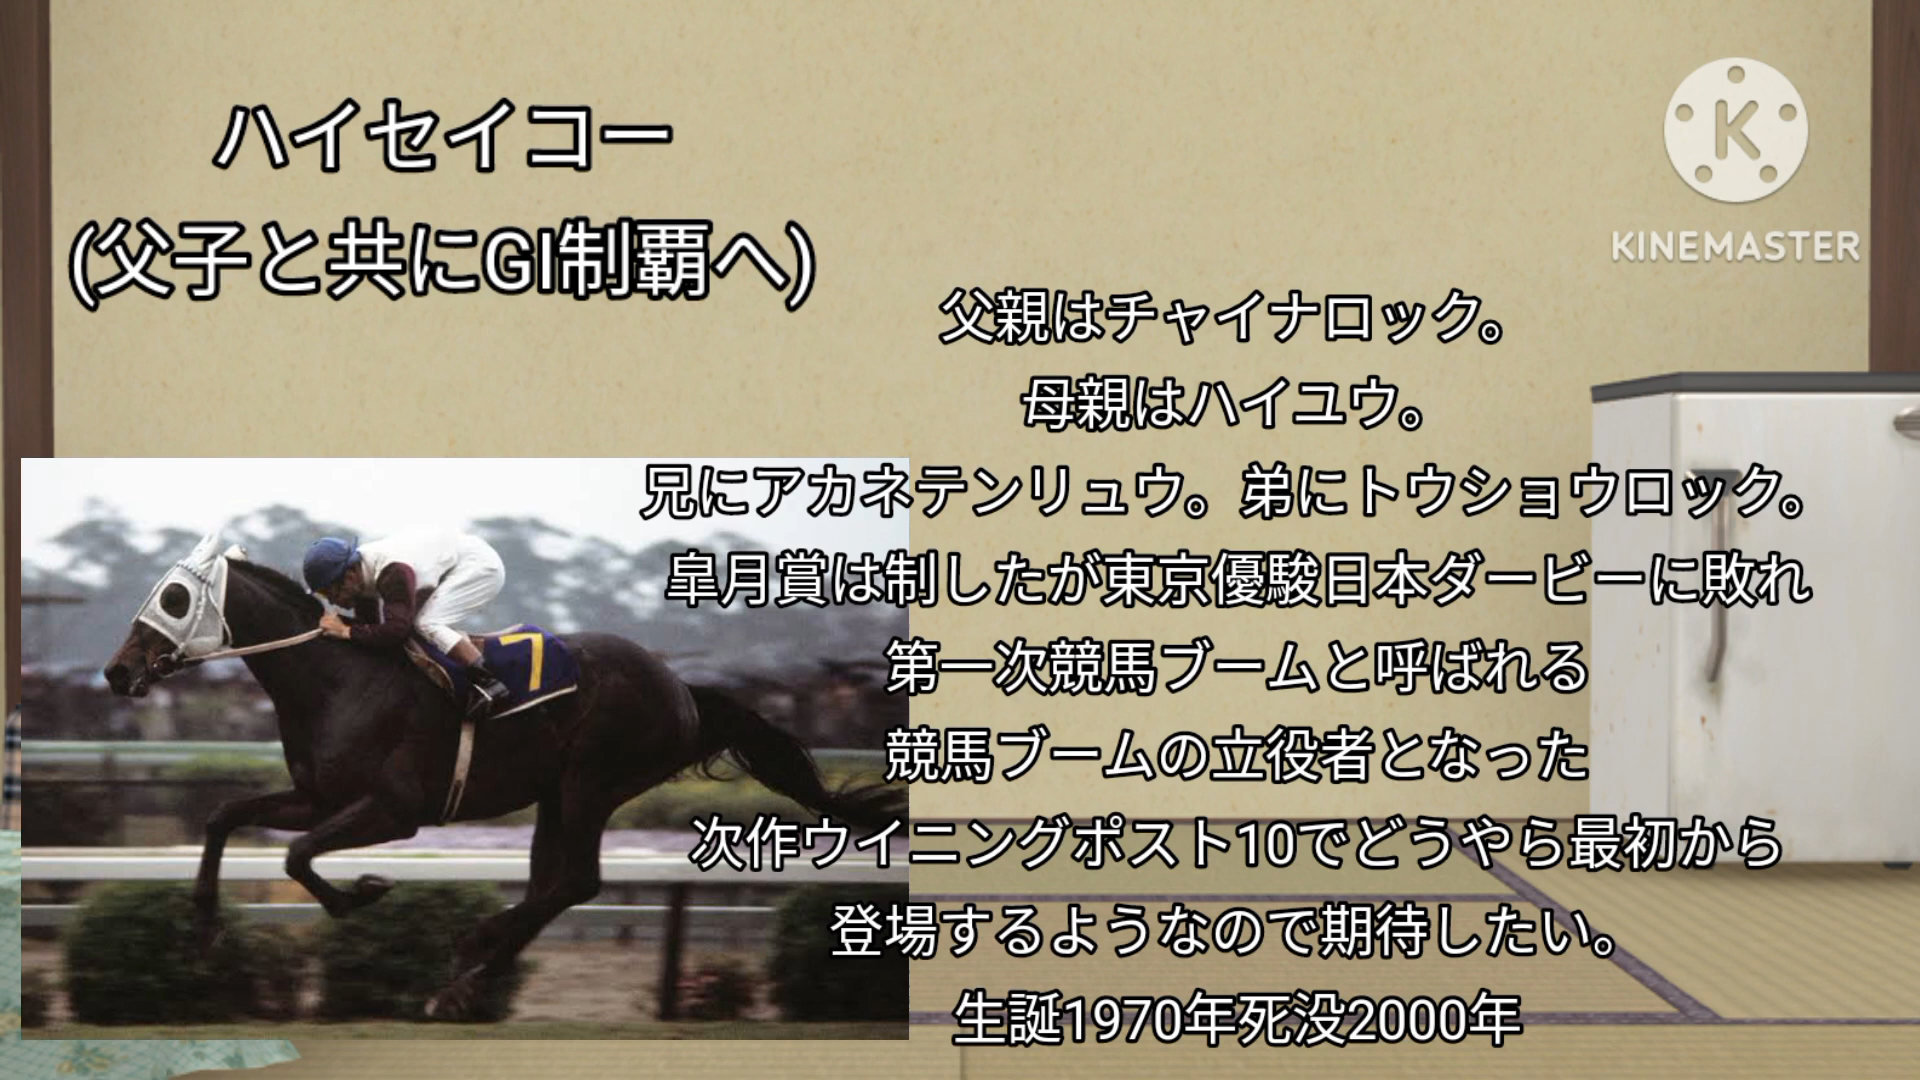 ハイセイコー
(父子と共にGI制覇へ)
KINEMASTER
父親はチャイナロック。
母親はハイユウ。
兄にアカネテンリュウ。弟にトウショウロック。
皐月賞は制したが東京優駿日本ダービーに敗れ
第一次競馬ブームと呼ばれる
競馬ブームの立役者となった
次作ウイニングポスト10でどうやら最初から
登場するようなので期待したい。
生誕1970年死没2000年
7